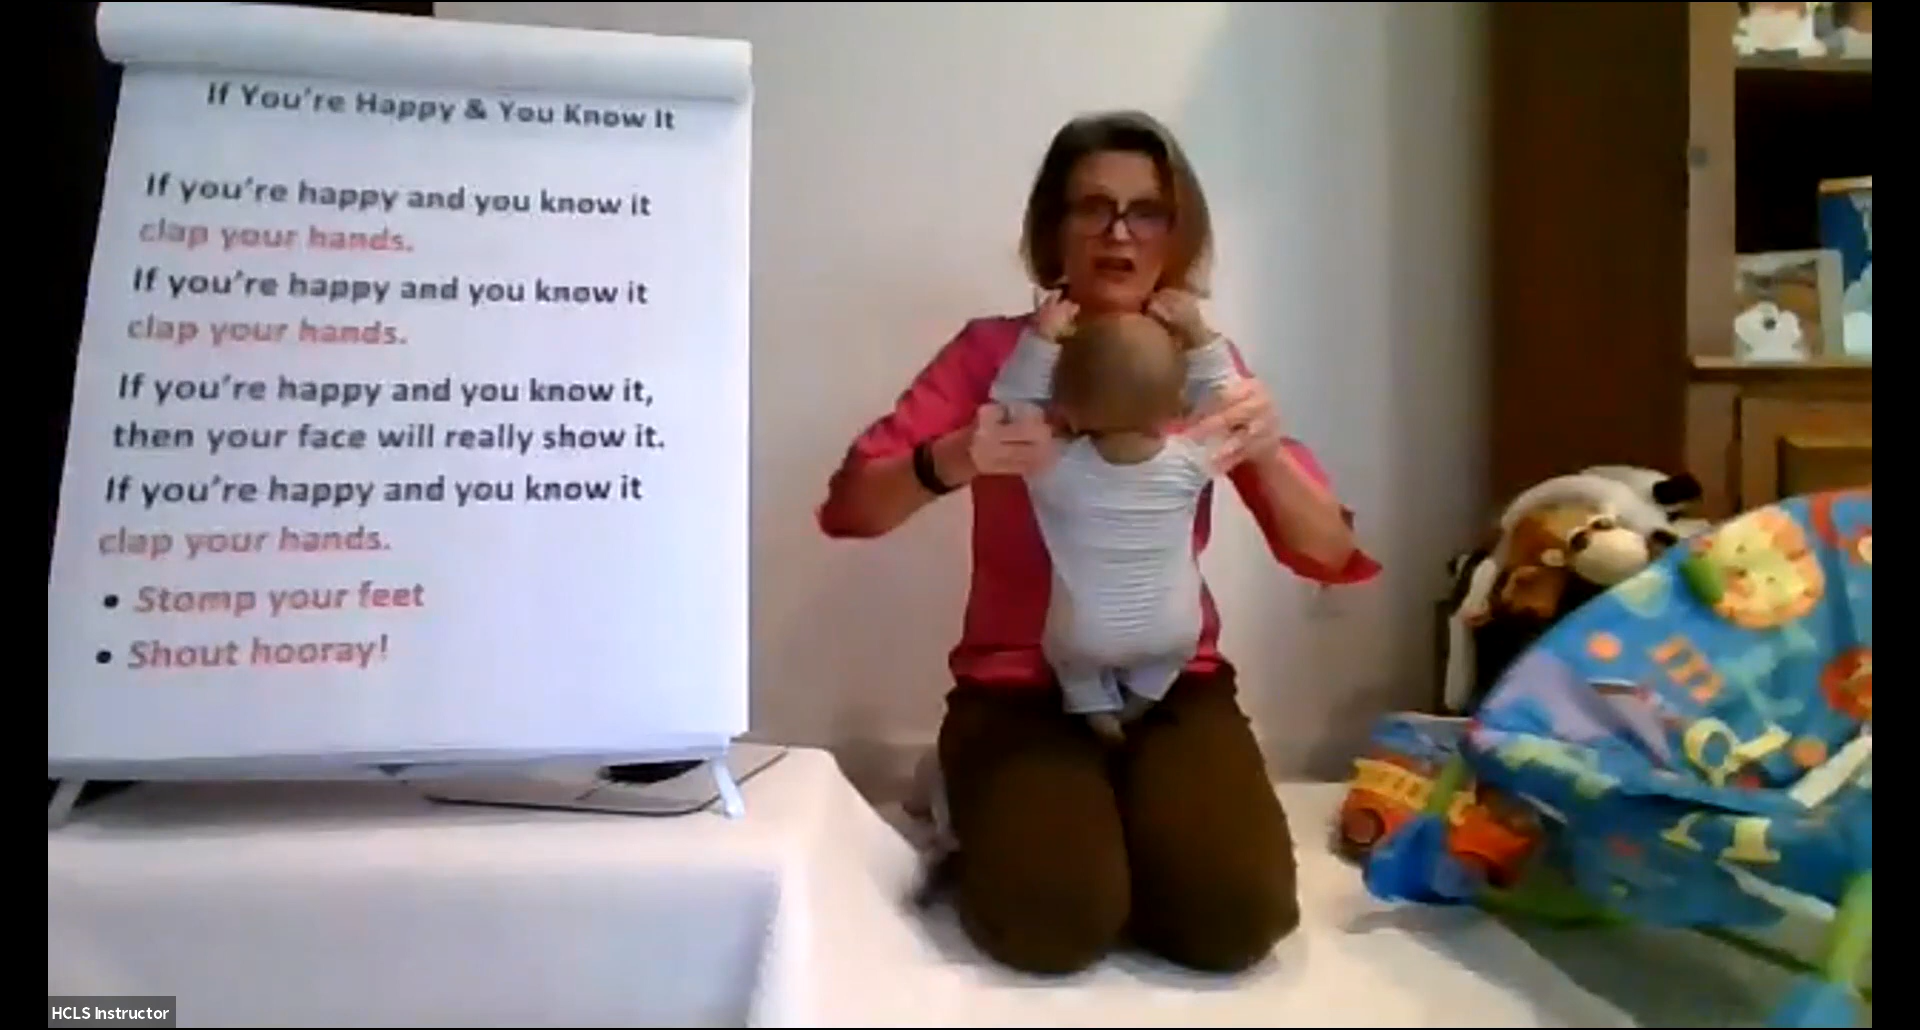 If You're Happy & You Know It
If you're happy and you know it
clap your hands.
If you're happy and you know it
clap your hands.
If you're happy and you know it,
then your face will really show it.
If you're happy and you know it
clap your hands.
• Stomp your feet
• Shout hooray!
HCLS Instructor